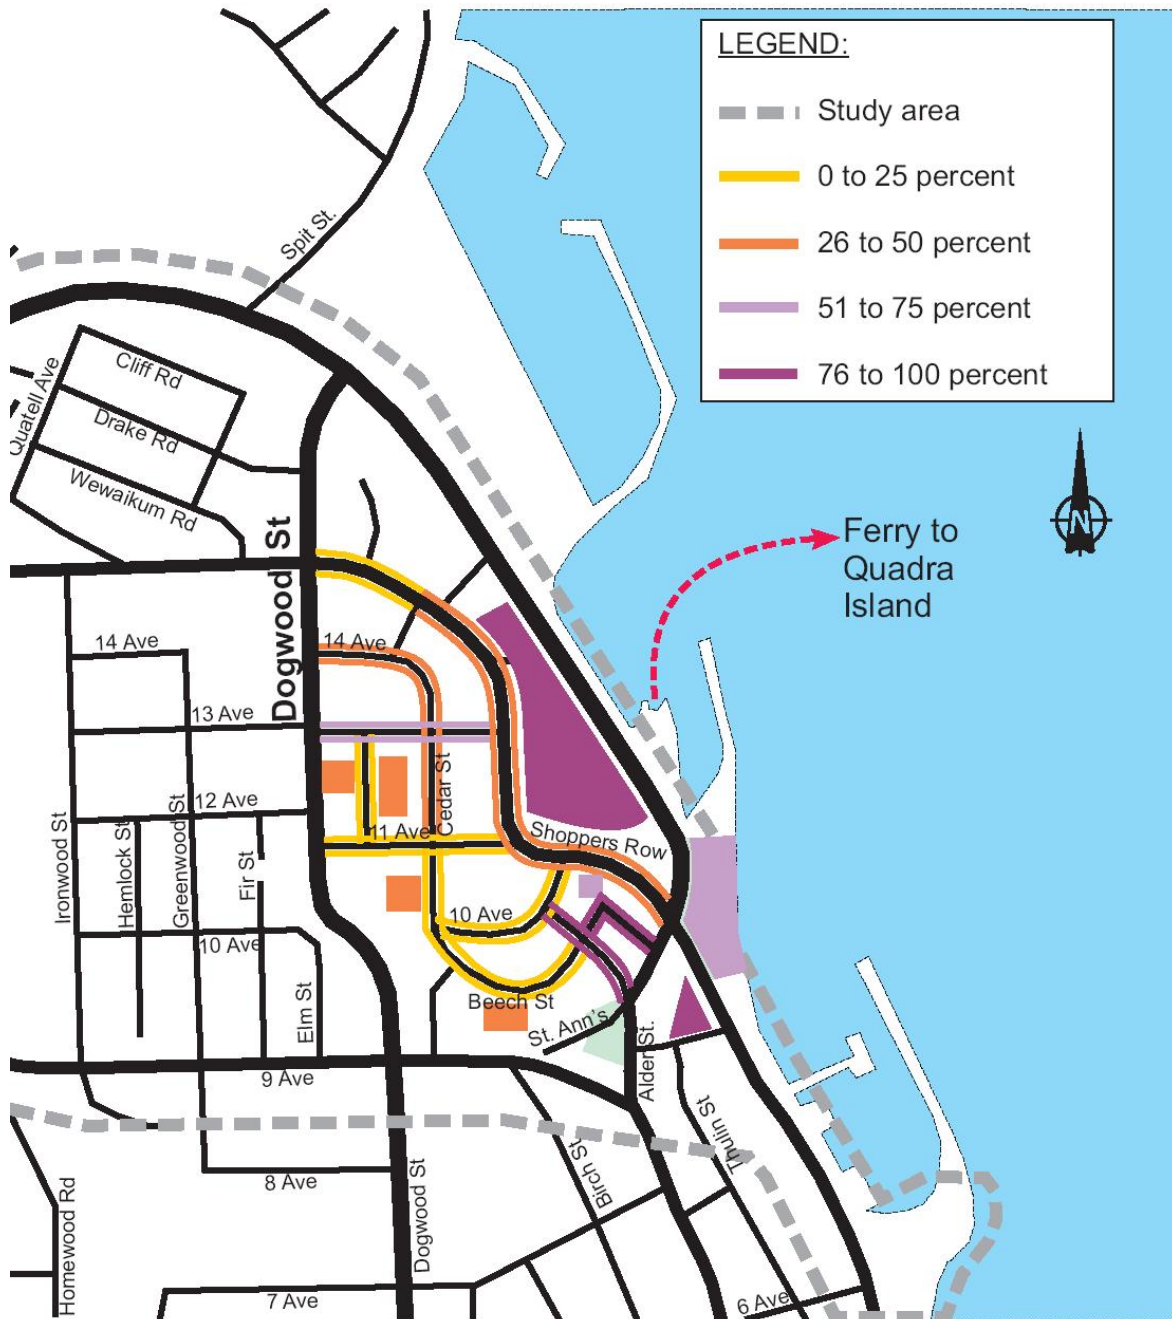 LEGEND:
Study area
0 to 25 percent
26 to 50 percent
51 to 75 percent
76 to 100 percent
Spit St.
Cliff Rd
Quatell Ave
Drake Rd
Wewaikum Rd
N
Ferry to
Quadra
Island
Dogwood St
14 Ave
14 Ave
13 Ave
Cedar St
12 Ave
11 Ave
Shoppers Row
Ironwood St
Hemlock St
Greenwood St
Fir St
10 Ave
10 Ave
Elm St
Beech St
St. Ann's
Alder St.
9 Ave
Thulin St
Birch St
8 Ave
Homewood Rd
Dogwood St
7 Ave
6 Ave